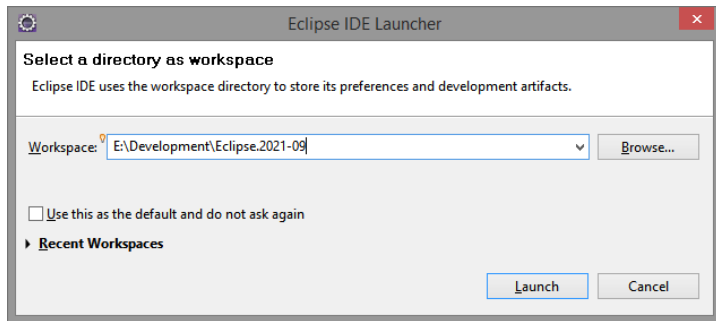 Eclipse IDE Launcher
Select a directory as workspace
Eclipse IDE uses the workspace directory to store its preferences and development artifacts.
Workspace: E:\Development\Eclipse.2021-09 Browse...
Use this as the default and do not ask again
Recent Workspaces
Launch Cancel